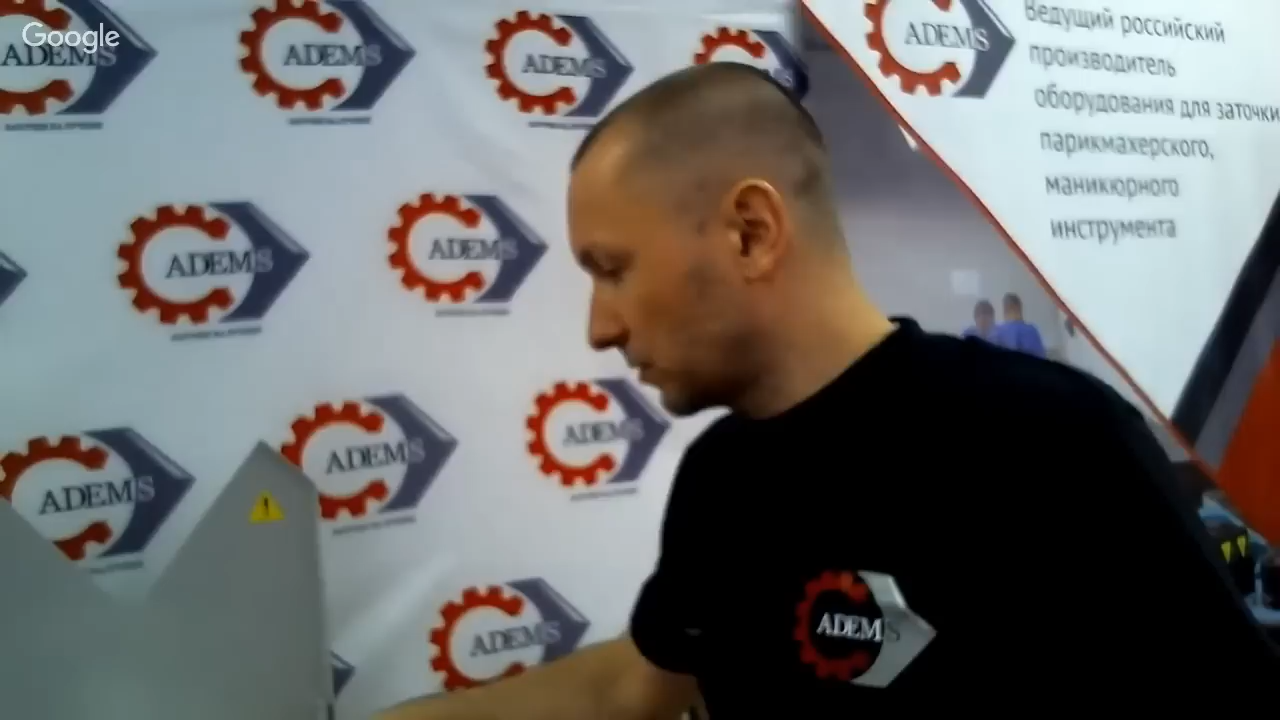 Google
ADEMS
ADEMS
ADEMS
ADEMS
Ведущий российский
производитель
оборудования для заточки
парикмахерского,
маникюрного
инструмента
ADEMS
ADEMS
ADEMS
ADEMS
ADEMS
ADEMS
ADEMS